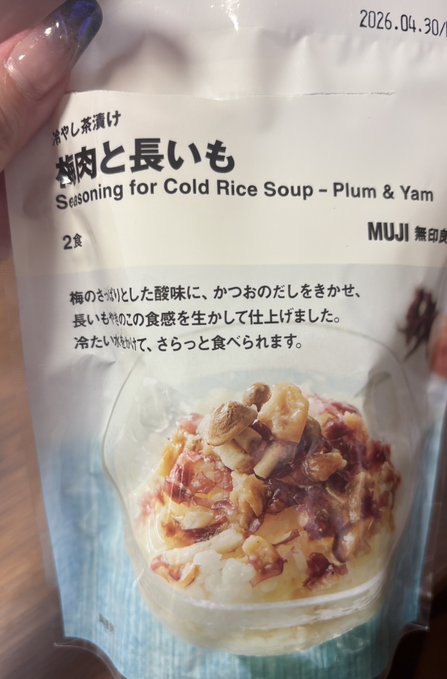 2026.04.30/
冷やし茶漬け
梅肉と長いも
Seasoning for Cold Rice Soup – Plum & Yam
2食
MUJI 無印良
梅のさっぱりとした酸味に、かつおのだしをきかせ、
長いもやきのこの食感を生かして仕上げました。
冷たい水をかけて、さらっと食べられます。